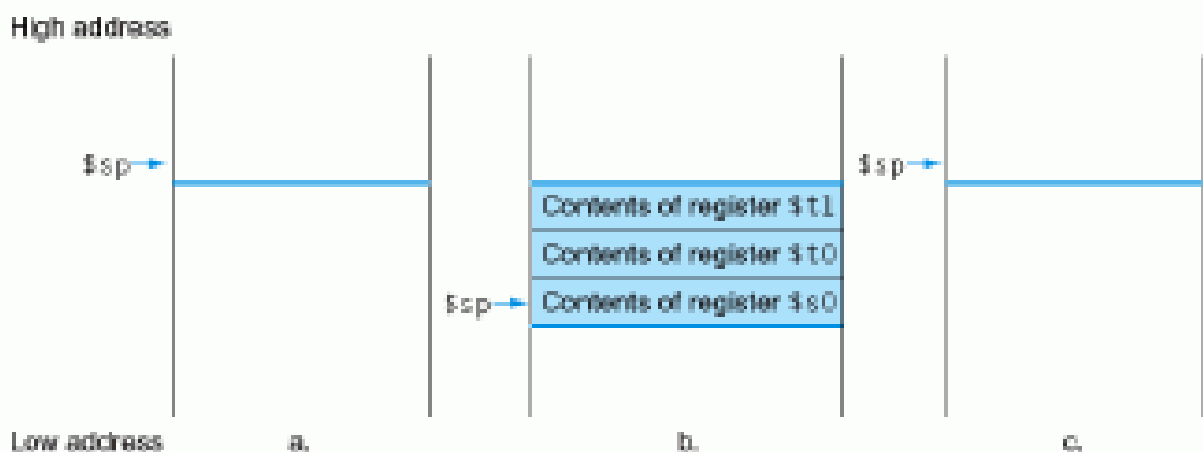 High address
$sp
$sp
Contents of register $t1
Contents of register $t0
$sp
Contents of register $s0
Low address
a.
b.
c.